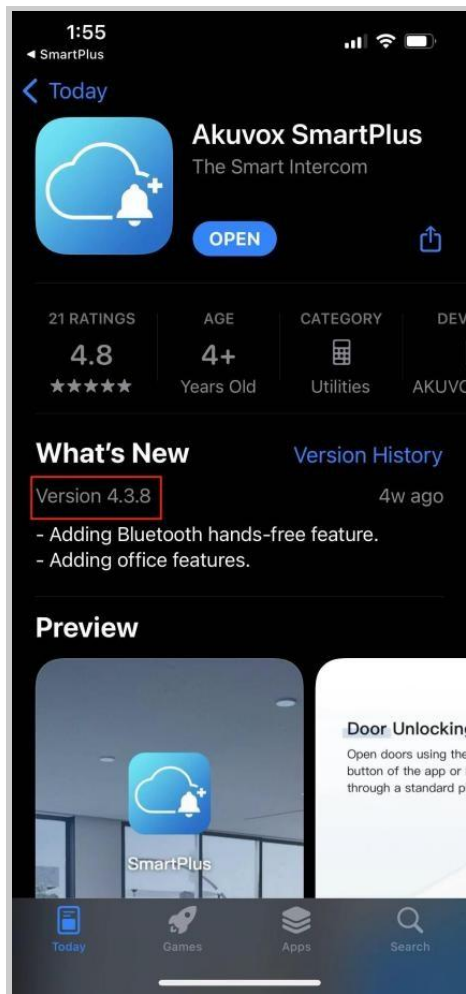 1:55
SmartPlus
Today
Akuvox SmartPlus
The Smart Intercom
OPEN
21 RATINGS
AGE
CATEGORY
DEV
4.8
4+
Years Old
Utilities
AKUVO
What's New
Version History
Version 4.3.8
4w ago
- Adding Bluetooth hands-free feature.
- Adding office features.
Preview
Door Unlocking
Open doors using the
button of the app or
through a standard p
SmartPlus
Today
Games
Apps
Search